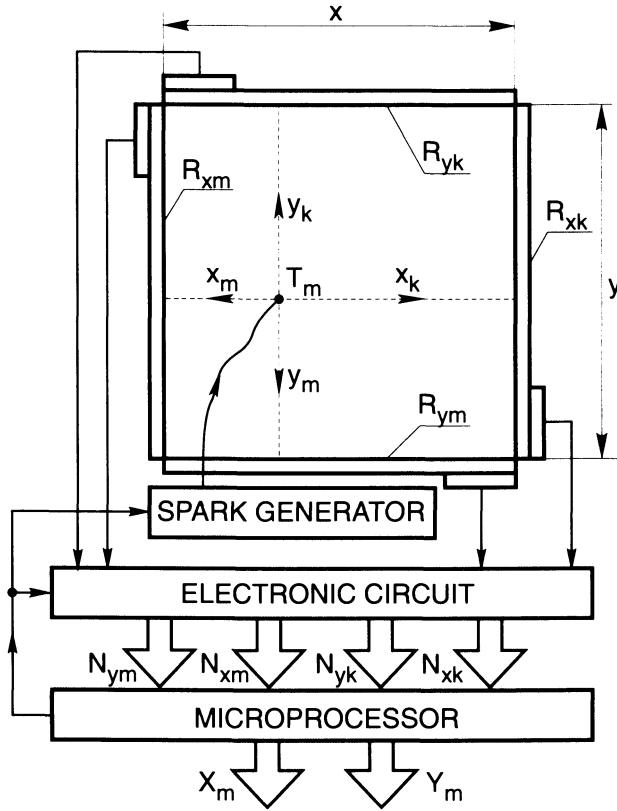 x
R_yk
R_xm
R_xk
y_k
x_m T_m x_k
y
y_m
R_ym
SPARK GENERATOR
ELECTRONIC CIRCUIT
N_ym N_xm N_yk N_xk
MICROPROCESSOR
X_m Y_m